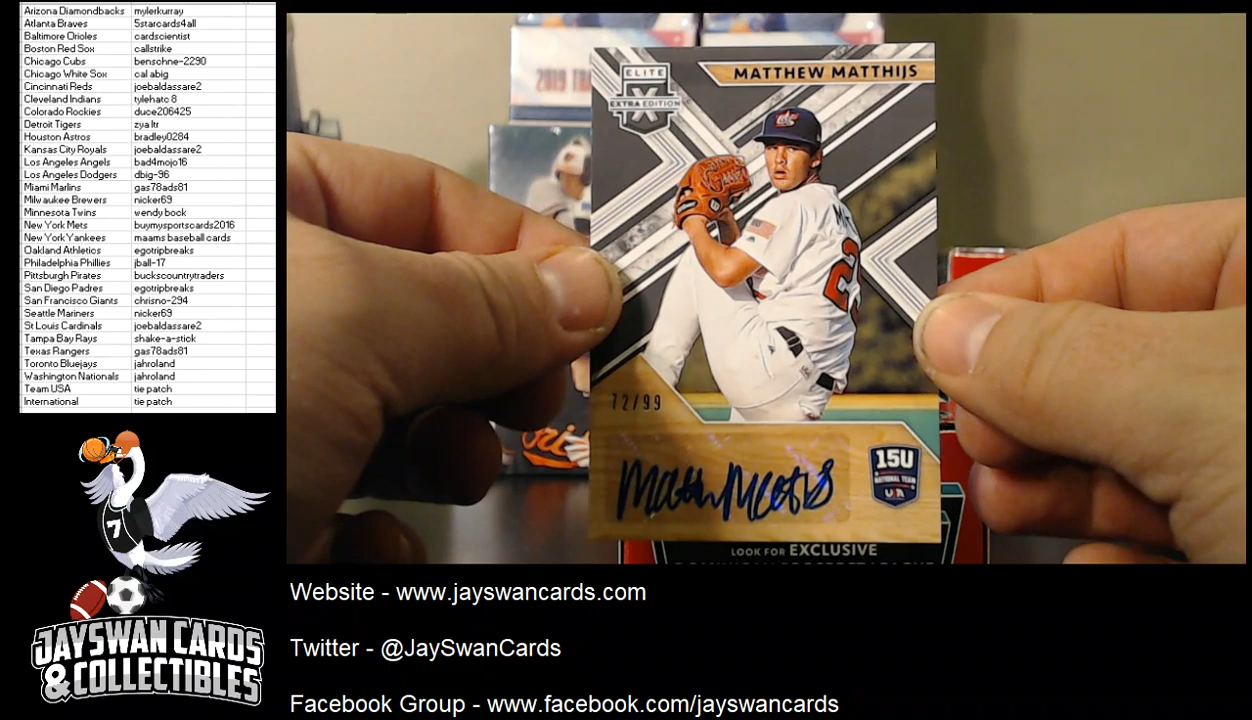 Arizona Diamondbacks mylerkurray
Atlanta Braves 5starcards4all
Baltimore Orioles cardscientist
Boston Red Sox callstrike
Chicago Cubs benschne-2290
Chicago White Sox cal abig
Cincinnati Reds joebaldassare2
Cleveland Indians tylehatc 8
Colorado Rockies duce206425
Detroit Tigers zya ltr
Houston Astros bradley0284
Kansas City Royals joebaldassare2
Los Angeles Angels bad4mojo16
Los Angeles Dodgers dbig-96
Miami Marlins gas78ads81
Milwaukee Brewers nicker69
Minnesota Twins wendy bock
New York Mets buymysportscards2016
New York Yankees maams baseball cards
Oakland Athletics egotripbreaks
Philadelphia Phillies jball-17
Pittsburgh Pirates buckscountrytraders
San Diego Padres egotripbreaks
San Francisco Giants chrisno-294
Seattle Mariners nicker69
St Louis Cardinals joebaldassare2
Tampa Bay Rays shake-a-stick
Texas Rangers gas78ads81
Toronto Bluejays jahroland
Washington Nationals jahroland
Team USA tie patch
International tie patch
ELITE
X
EXTRA EDITION
MATTHEW MATTHIJS
72/99
15U
NATIONAL TEAM
USA
LOOK FOR EXCLUSIVE
7
JAYSWAN CARDS
& COLLECTIBLES
Website - www.jayswancards.com
Twitter - @JaySwanCards
Facebook Group - www.facebook.com/jayswancards